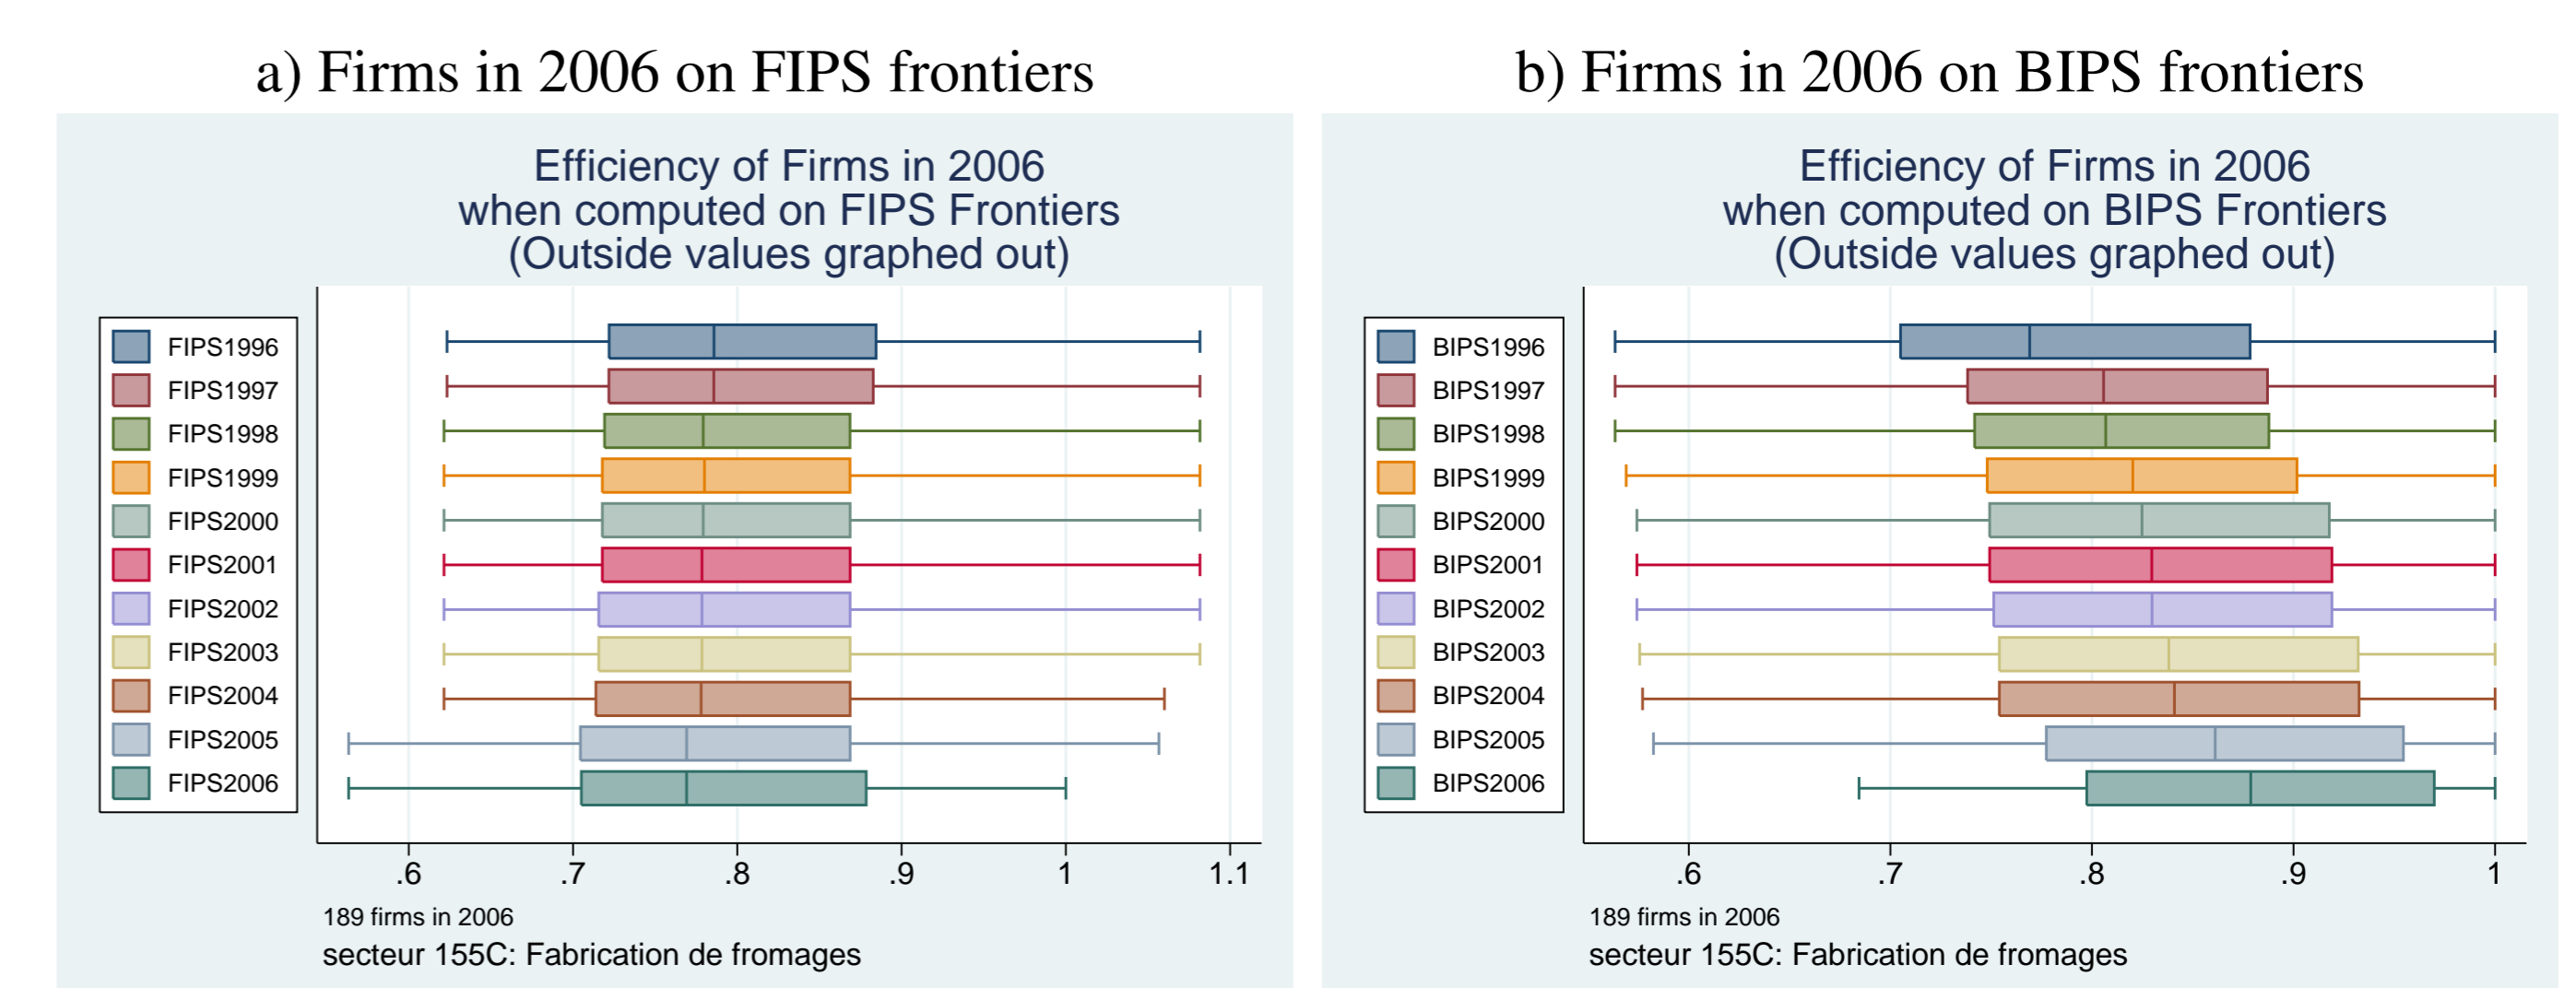 a) Firms in 2006 on FIPS frontiers
Efficiency of Firms in 2006
when computed on FIPS Frontiers
(Outside values graphed out)
FIPS1996
FIPS1997
FIPS1998
FIPS1999
FIPS2000
FIPS2001
FIPS2002
FIPS2003
FIPS2004
FIPS2005
FIPS2006
.6 .7 .8 .9 1 1.1
189 firms in 2006
secteur 155C: Fabrication de fromages
b) Firms in 2006 on BIPS frontiers
Efficiency of Firms in 2006
when computed on BIPS Frontiers
(Outside values graphed out)
BIPS1996
BIPS1997
BIPS1998
BIPS1999
BIPS2000
BIPS2001
BIPS2002
BIPS2003
BIPS2004
BIPS2005
BIPS2006
.6 .7 .8 .9 1
189 firms in 2006
secteur 155C: Fabrication de fromages